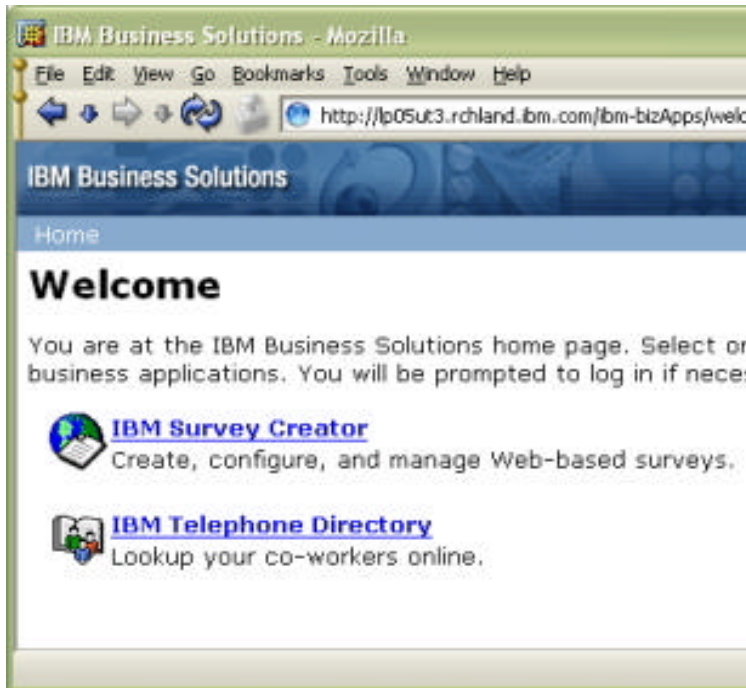 IBM Business Solutions - Mozilla
File Edit View Go Bookmarks Tools Window Help
http://lp05ut3.rchland.ibm.com/ibm-bizApps/welc
IBM Business Solutions
Home
Welcome
You are at the IBM Business Solutions home page. Select or
business applications. You will be prompted to log in if neces
IBM Survey Creator
Create, configure, and manage Web-based surveys.
IBM Telephone Directory
Lookup your co-workers online.